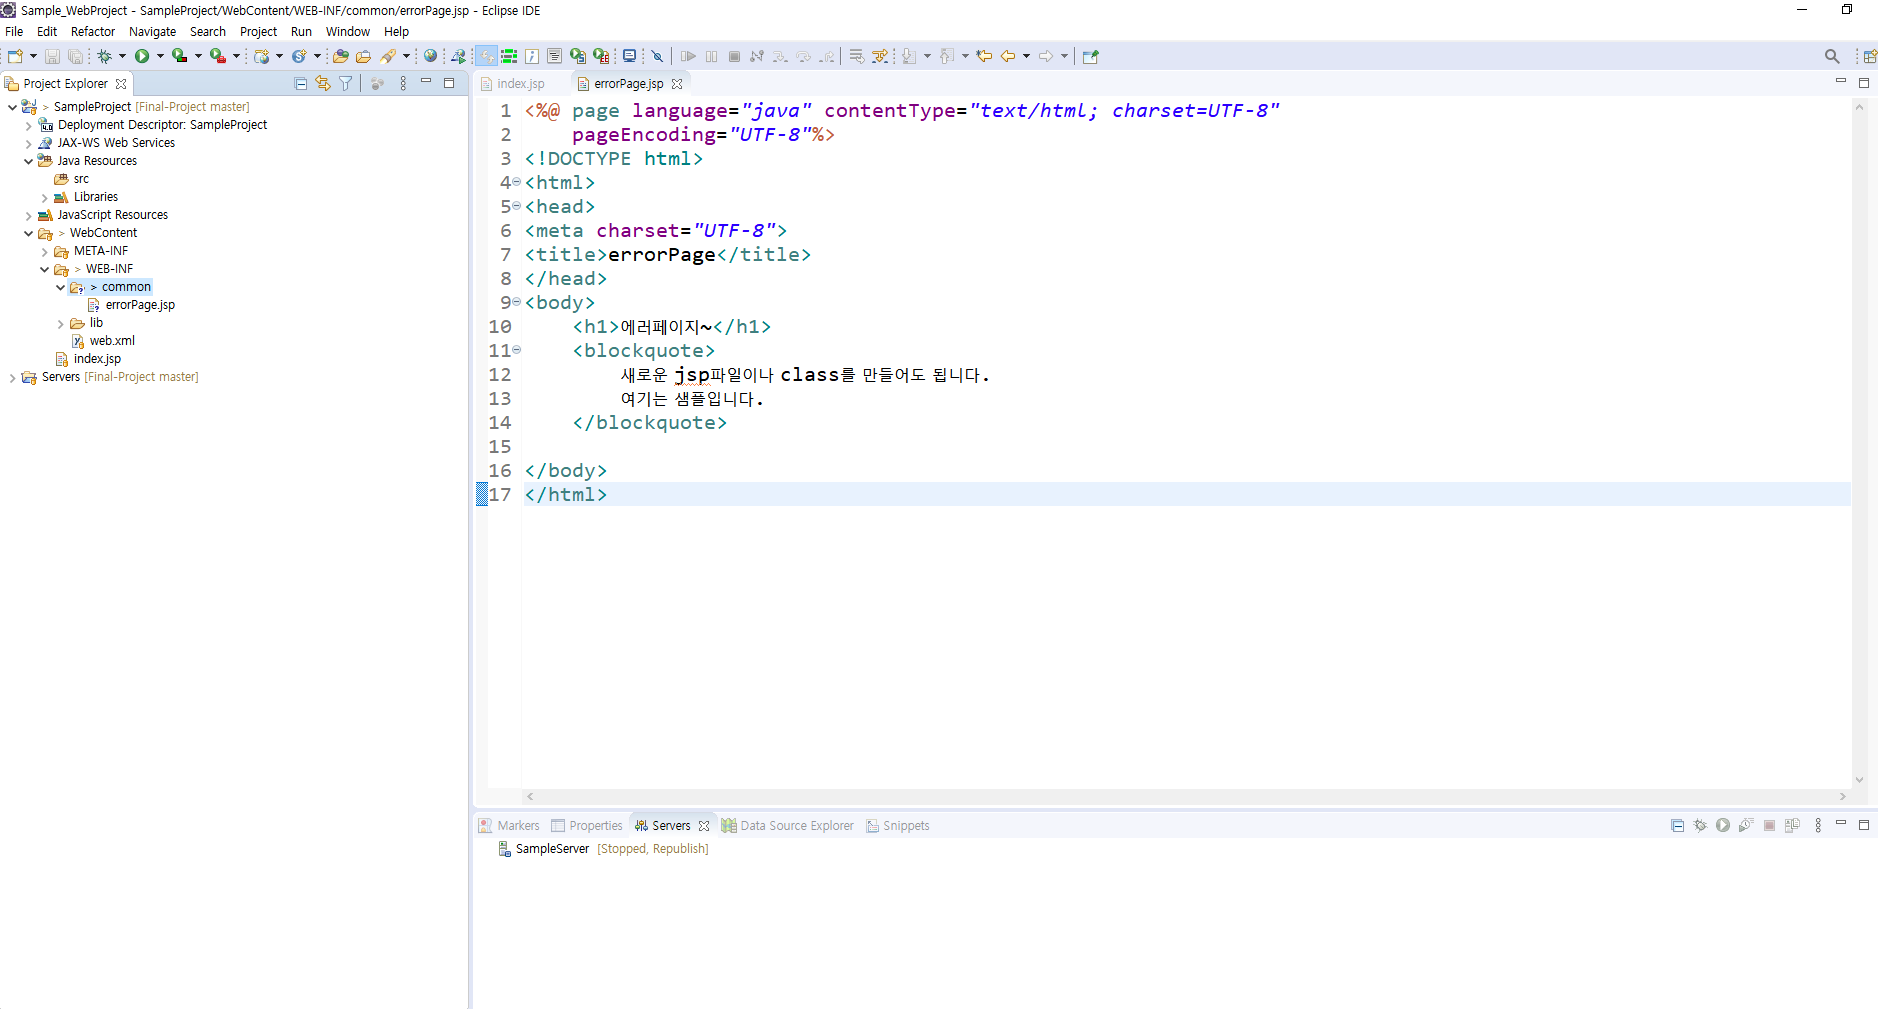 Sample_WebProject - SampleProject/WebContent/WEB-INF/common/errorPage.jsp - Eclipse IDE
File Edit Refactor Navigate Search Project Run Window Help
Project Explorer
SampleProject [Final-Project master]
Deployment Descriptor: SampleProject
JAX-WS Web Services
Java Resources
src
Libraries
JavaScript Resources
WebContent
META-INF
WEB-INF
common
errorPage.jsp
lib
web.xml
index.jsp
Servers [Final-Project master]
index.jsp errorPage.jsp
1 <%@ page language="java" contentType="text/html; charset=UTF-8"
2     pageEncoding="UTF-8"%>
3 <!DOCTYPE html>
4 <html>
5 <head>
6 <meta charset="UTF-8">
7 <title>errorPage</title>
8 </head>
9 <body>
10     <h1>에러페이지~</h1>
11     <blockquote>
12         새로운 jsp파일이나 class를 만들어도 됩니다.
13         여기는 샘플입니다.
14     </blockquote>
15
16 </body>
17 </html>
Markers Properties Servers Data Source Explorer Snippets
SampleServer [Stopped, Republish]